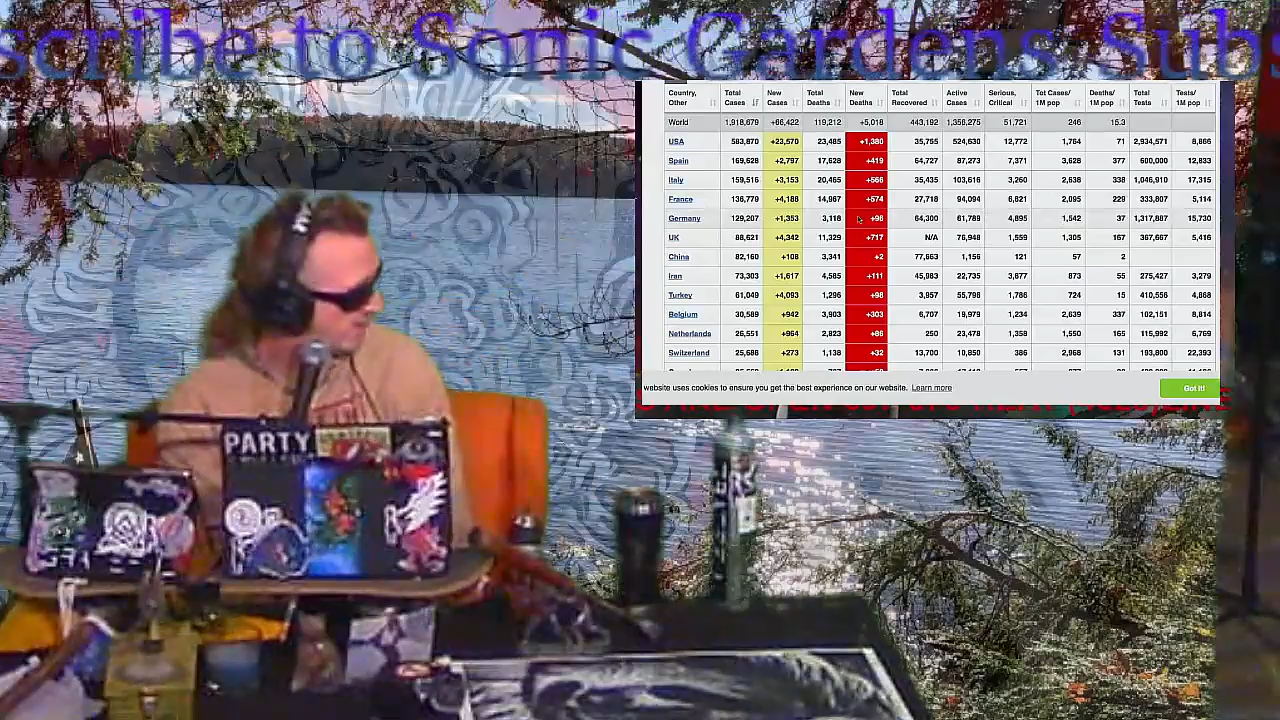 scribe to Sonic Gardens Subs
Country, Other Total Cases New Cases Total Deaths New Deaths Total Recovered Active Cases Serious, Critical Tot Cases/ 1M pop Deaths/ 1M pop Total Tests Tests/ 1M pop
World 1,918,679 +66,422 119,212 +5,018 443,192 1,356,275 51,721 246 15.3
USA 583,870 +23,570 23,485 +1,380 35,755 524,630 12,772 1,764 71 2,934,571 8,866
Spain 169,628 +2,797 17,628 +419 64,727 87,273 7,371 3,628 377 600,000 12,833
Italy 159,516 +3,153 20,465 +566 35,435 103,616 3,260 2,638 338 1,046,910 17,315
France 136,779 +4,188 14,967 +574 27,718 94,094 6,821 2,095 229 333,807 5,114
Germany 129,207 +1,353 3,118 +96 64,300 61,789 4,895 1,542 37 1,317,887 15,730
UK 88,621 +4,342 11,329 +717 N/A 76,948 1,559 1,305 167 367,667 5,416
China 82,160 +108 3,341 +2 77,663 1,156 121 57 2
Iran 73,303 +1,617 4,585 +111 45,983 22,735 3,877 873 55 275,427 3,279
Turkey 61,049 +4,093 1,296 +98 3,957 55,796 1,786 724 15 410,556 4,868
Belgium 30,589 +942 3,903 +303 6,707 19,979 1,234 2,639 337 102,151 8,814
Netherlands 26,551 +964 2,823 +86 250 23,478 1,358 1,550 165 115,992 6,769
Switzerland 25,688 +273 1,138 +32 13,700 10,850 386 2,968 131 193,800 22,393
website uses cookies to ensure you get the best experience on our website. Learn more Got it!
PARTY